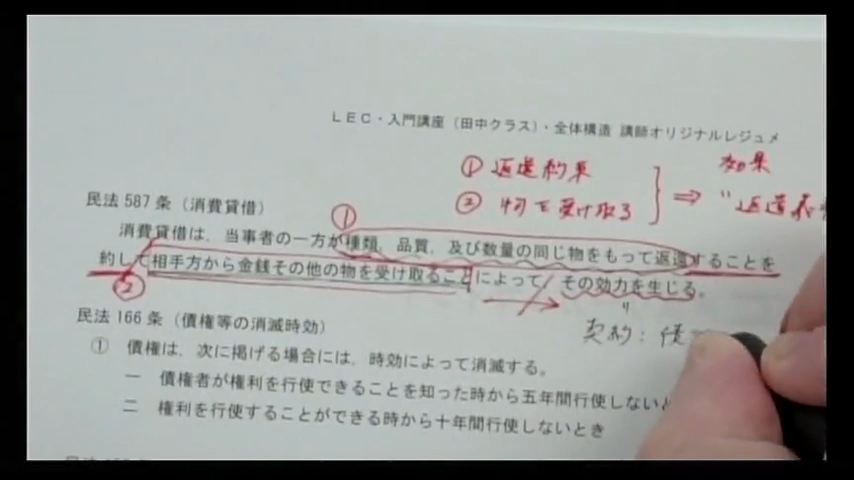 LEC・入門講座（田中クラス）・全体構造 講師オリジナルレジュメ
① 返還約束
② 物を受け取る
⇒
効果
"返還義務
民法587条（消費貸借）
①
消費貸借は、当事者の一方が種類、品質、及び数量の同じ物をもって返還することを
約して相手方から金銭その他の物を受け取ることによって、その効力を生じる。
②
〃
契約：債
民法166条（債権等の消滅時効）
① 債権は、次に掲げる場合には、時効によって消滅する。
一 債権者が権利を行使できることを知った時から五年間行使しないと
二 権利を行使することができる時から十年間行使しないとき